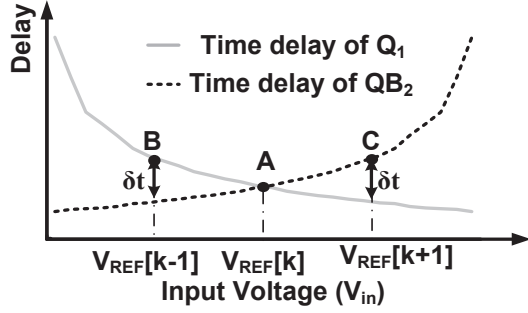 Delay
Time delay of Q1
Time delay of QB2
B
A
C
δt
δt
VREF[k-1]
VREF[k]
VREF[k+1]
Input Voltage (Vin)